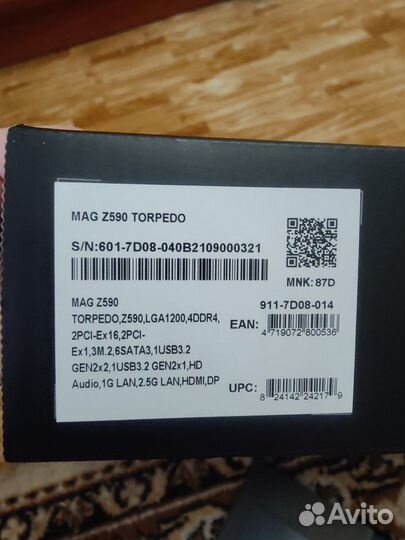 MAG Z590 TORPEDO
S/N:601-7D08-040B2109000321
MNK: 87D
MAG Z590
TORPEDO,Z590,LGA1200,4DDR4,
2PCI-Ex16,2PCI-
Ex1,3M.2,6SATA3,1USB3.2
GEN2x2,1USB3.2 GEN2x1,HD
Audio,1G LAN,2.5G LAN,HDMI,DP
911-7D08-014
EAN:
4 719072 800536
UPC:
8 24142 24217 9
Avito